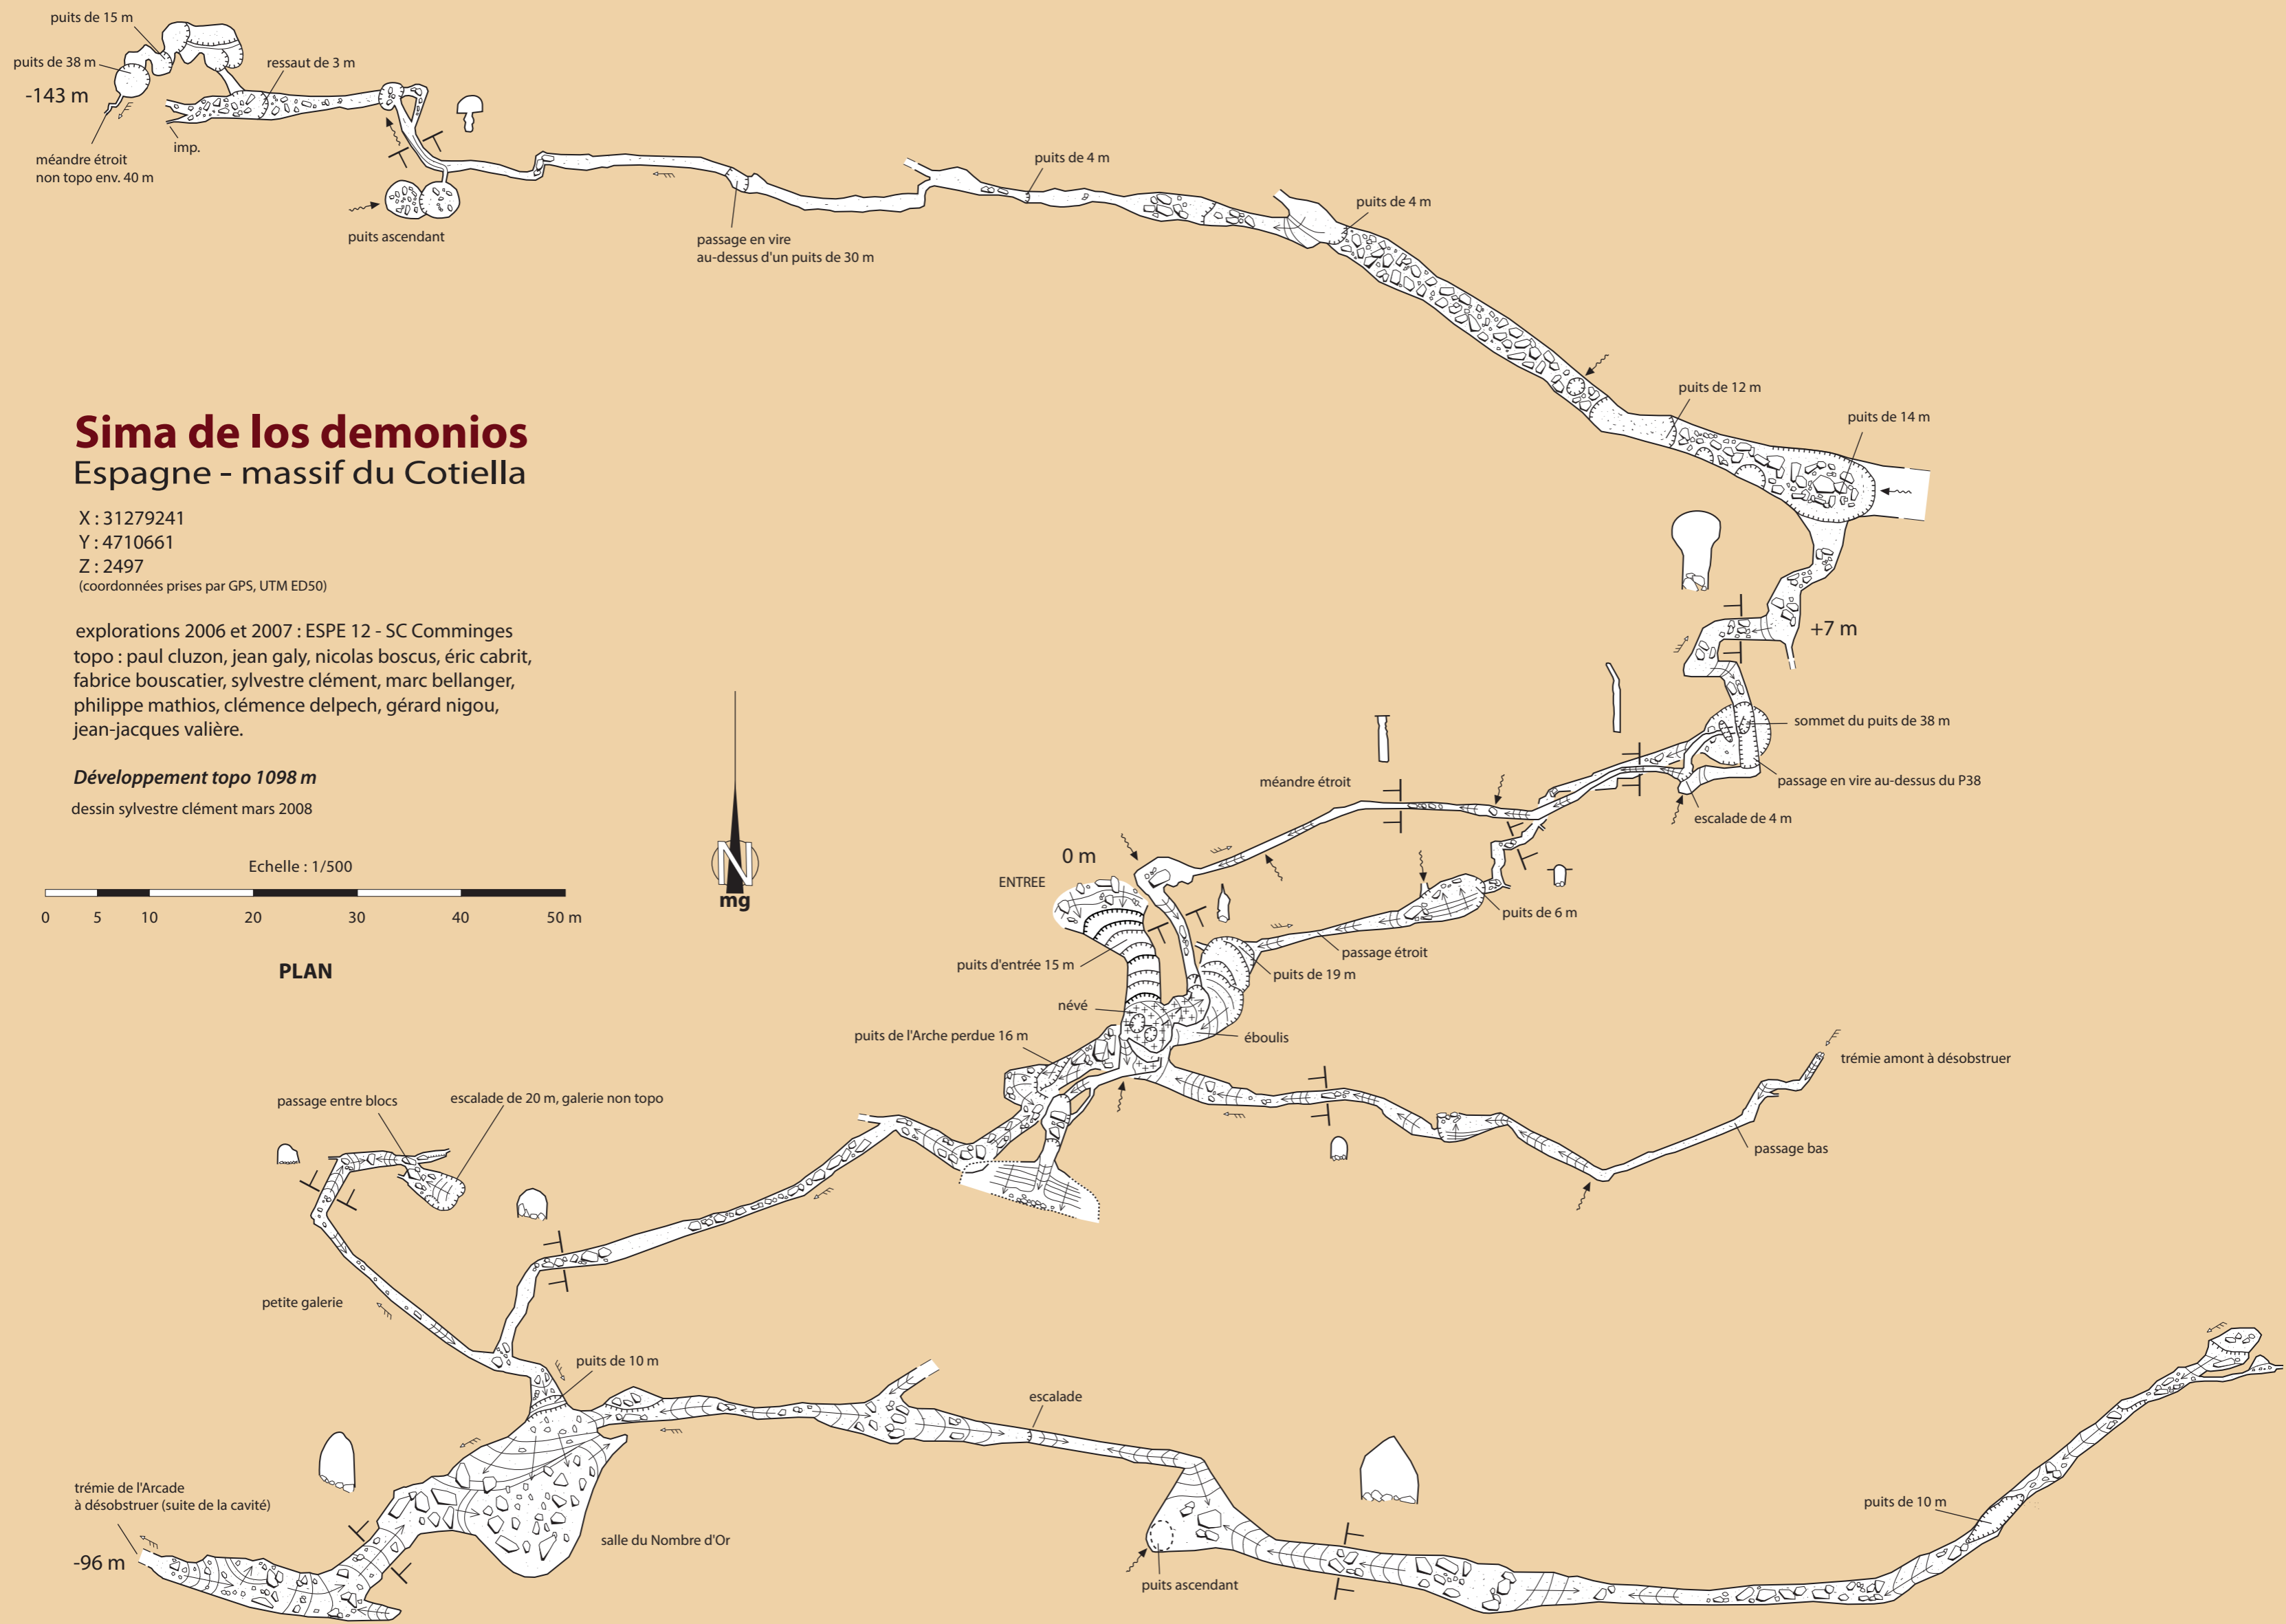 puits de 15 m
puits de 38 m
-143 m
ressaut de 3 m
imp.
méandre étroit
non topo env. 40 m
puits ascendant
passage en vire
au-dessus d'un puits de 30 m
puits de 4 m
puits de 4 m
puits de 12 m
puits de 14 m
Sima de los demonios
Espagne - massif du Cotiella
X : 31279241
Y : 4710661
Z : 2497
(coordonnées prises par GPS, UTM ED50)
explorations 2006 et 2007 : ESPE 12 - SC Comminges
topo : paul cluzon, jean galy, nicolas boscus, éric cabrit,
fabrice bouscatier, sylvestre clément, marc bellanger,
philippe mathios, clémence delpech, gérard nigou,
jean-jacques valière.
Développement topo 1098 m
dessin sylvestre clément mars 2008
Echelle : 1/500
0 5 10 20 30 40 50 m
PLAN
N
mg
+7 m
sommet du puits de 38 m
passage en vire au-dessus du P38
escalade de 4 m
méandre étroit
0 m
ENTREE
puits de 6 m
passage étroit
puits de 19 m
puits d'entrée 15 m
névé
éboulis
puits de l'Arche perdue 16 m
trémie amont à désobstruer
passage bas
passage entre blocs
escalade de 20 m, galerie non topo
petite galerie
puits de 10 m
escalade
trémie de l'Arcade
à désobstruer (suite de la cavité)
-96 m
salle du Nombre d'Or
puits ascendant
puits de 10 m